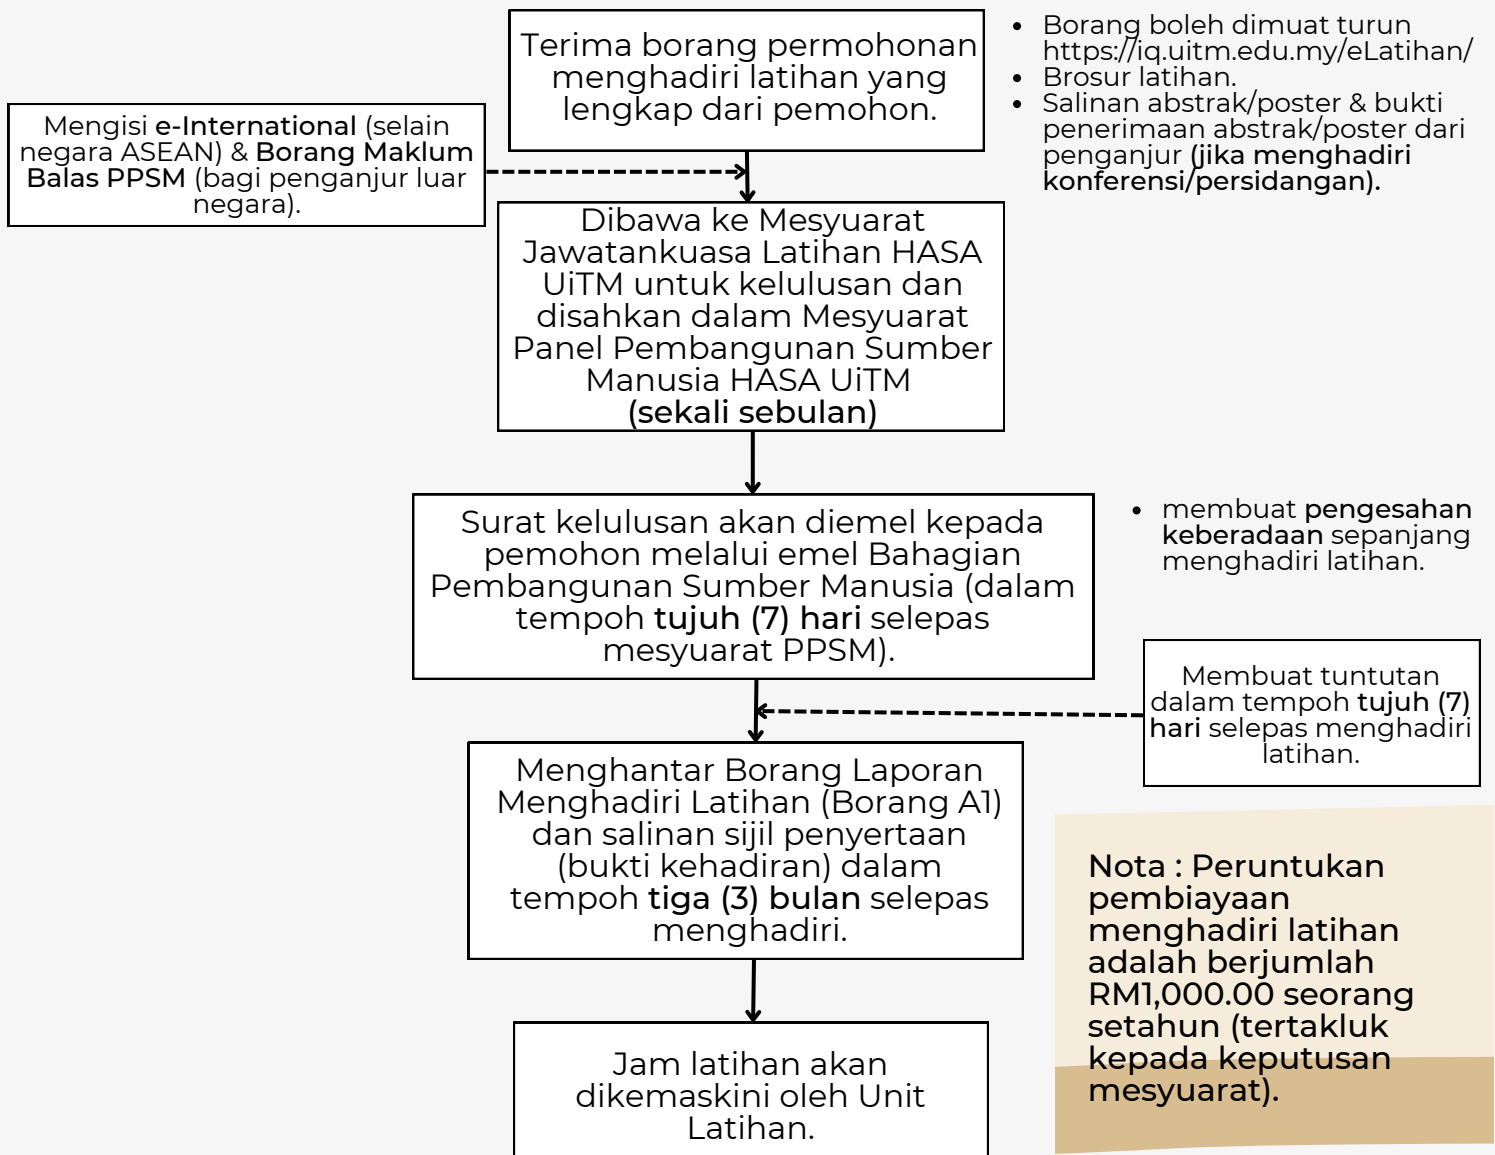 Terima borang permohonan
menghadiri latihan yang
lengkap dari pemohon.
• Borang boleh dimuat turun
https://iq.uitm.edu.my/eLatihan/
• Brosur latihan.
• Salinan abstrak/poster & bukti
penerimaan abstrak/poster dari
penganjur (jika menghadiri
konferensi/persidangan).
Mengisi e-International (selain
negara ASEAN) & Borang Maklum
Balas PPSM (bagi penganjur luar
negara).
Dibawa ke Mesyuarat
Jawatankuasa Latihan HASA
UiTM untuk kelulusan dan
disahkan dalam Mesyuarat
Panel Pembangunan Sumber
Manusia HASA UiTM
(sekali sebulan)
Surat kelulusan akan diemel kepada
pemohon melalui emel Bahagian
Pembangunan Sumber Manusia (dalam
tempoh tujuh (7) hari selepas
mesyuarat PPSM).
• membuat pengesahan
keberadaan sepanjang
menghadiri latihan.
Membuat tuntutan
dalam tempoh tujuh (7)
hari selepas menghadiri
latihan.
Menghantar Borang Laporan
Menghadiri Latihan (Borang A1)
dan salinan sijil penyertaan
(bukti kehadiran) dalam
tempoh tiga (3) bulan selepas
menghadiri.
Nota : Peruntukan
pembiayaan
menghadiri latihan
adalah berjumlah
RM1,000.00 seorang
setahun (tertakluk
kepada keputusan
mesyuarat).
Jam latihan akan
dikemaskini oleh Unit
Latihan.